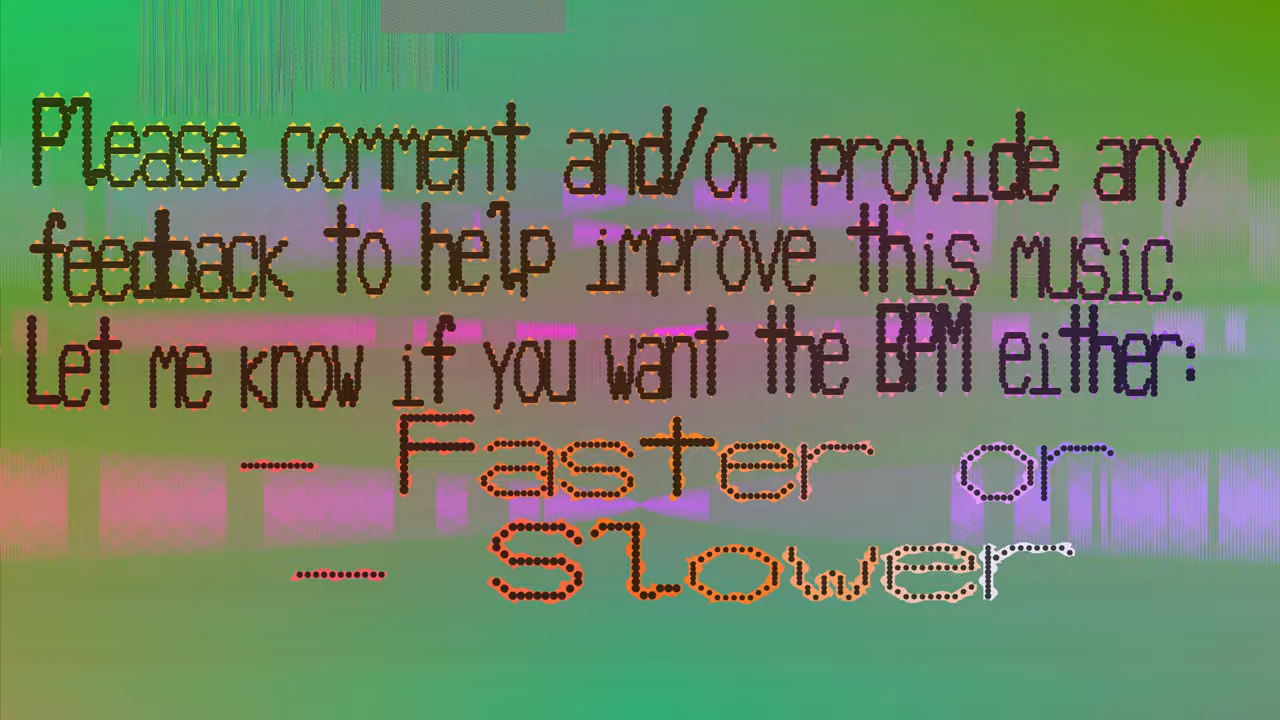 Please comment and/or provide any
feedback to help improve this music.
Let me know if you want the BPM either:
- Faster or
- Slower